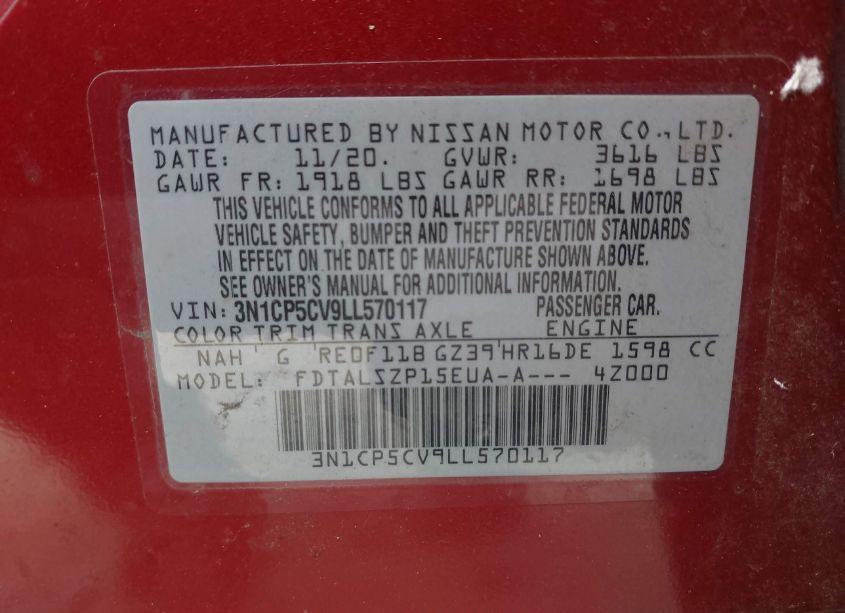 MANUFACTURED BY NISSAN MOTOR CO., LTD.
DATE: 11/20. GVWR: 3616 LBS
GAWR FR: 1918 LBS GAWR RR: 1698 LBS
THIS VEHICLE CONFORMS TO ALL APPLICABLE FEDERAL MOTOR
VEHICLE SAFETY, BUMPER AND THEFT PREVENTION STANDARDS
IN EFFECT ON THE DATE OF MANUFACTURE SHOWN ABOVE.
SEE OWNER'S MANUAL FOR ADDITIONAL INFORMATION.
VIN: 3N1CP5CV9LL570117 PASSENGER CAR.
COLOR TRIM TRANS AXLE ENGINE
NAH G RE0F11B GZ39 HR16DE 1598 CC
MODEL: FDTALSZP15EUA-A--- 4Z000
3N1CP5CV9LL570117